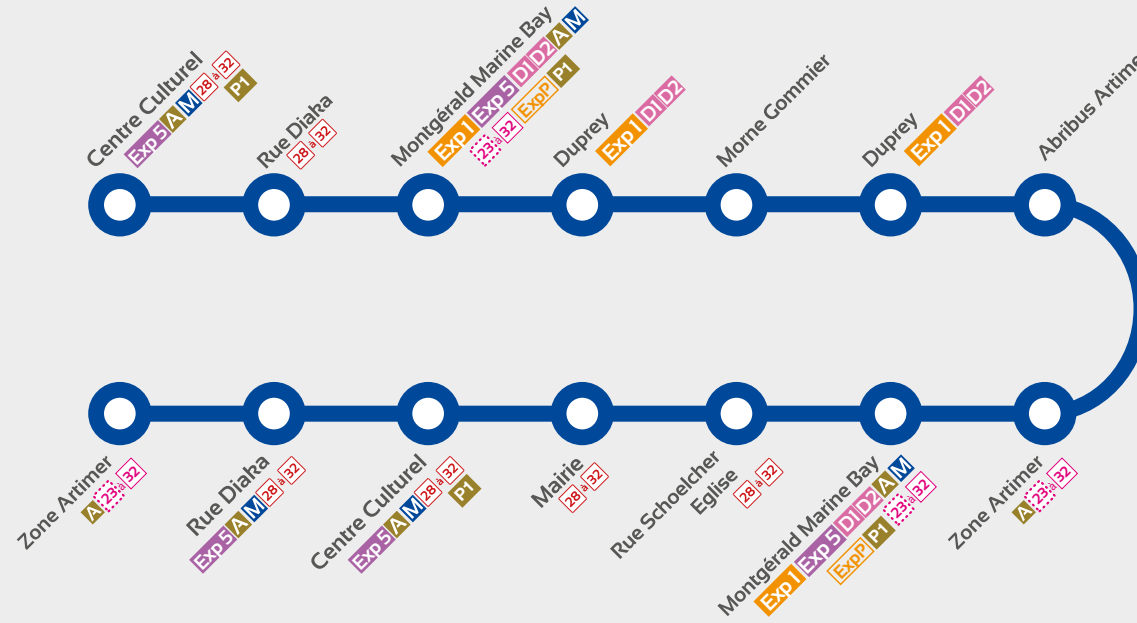 Centre Culturel
Exp 5 A M 28 à 32
P1
Rue Diaka
28 à 32
Montgérald Marine Bay
Exp 1 Exp 5 D1 D2 A M
23 à 32 ExpP P1
Duprey
Exp 1 D1 D2
Morne Gommier
Duprey
Exp 1 D1 D2
Abribus Artime
Zone Artimer
A 23 à 32
Rue Diaka
Exp 5 A M 28 à 32
Centre Culturel
Exp 5 A M 28 à 32
P1
Mairie
28 à 32
Rue Schoelcher
Eglise
28 à 32
Montgérald Marine Bay
Exp 1 Exp 5 D1 D2 A M
ExpP P1 23 à 32
Zone Artimer
A 23 à 32